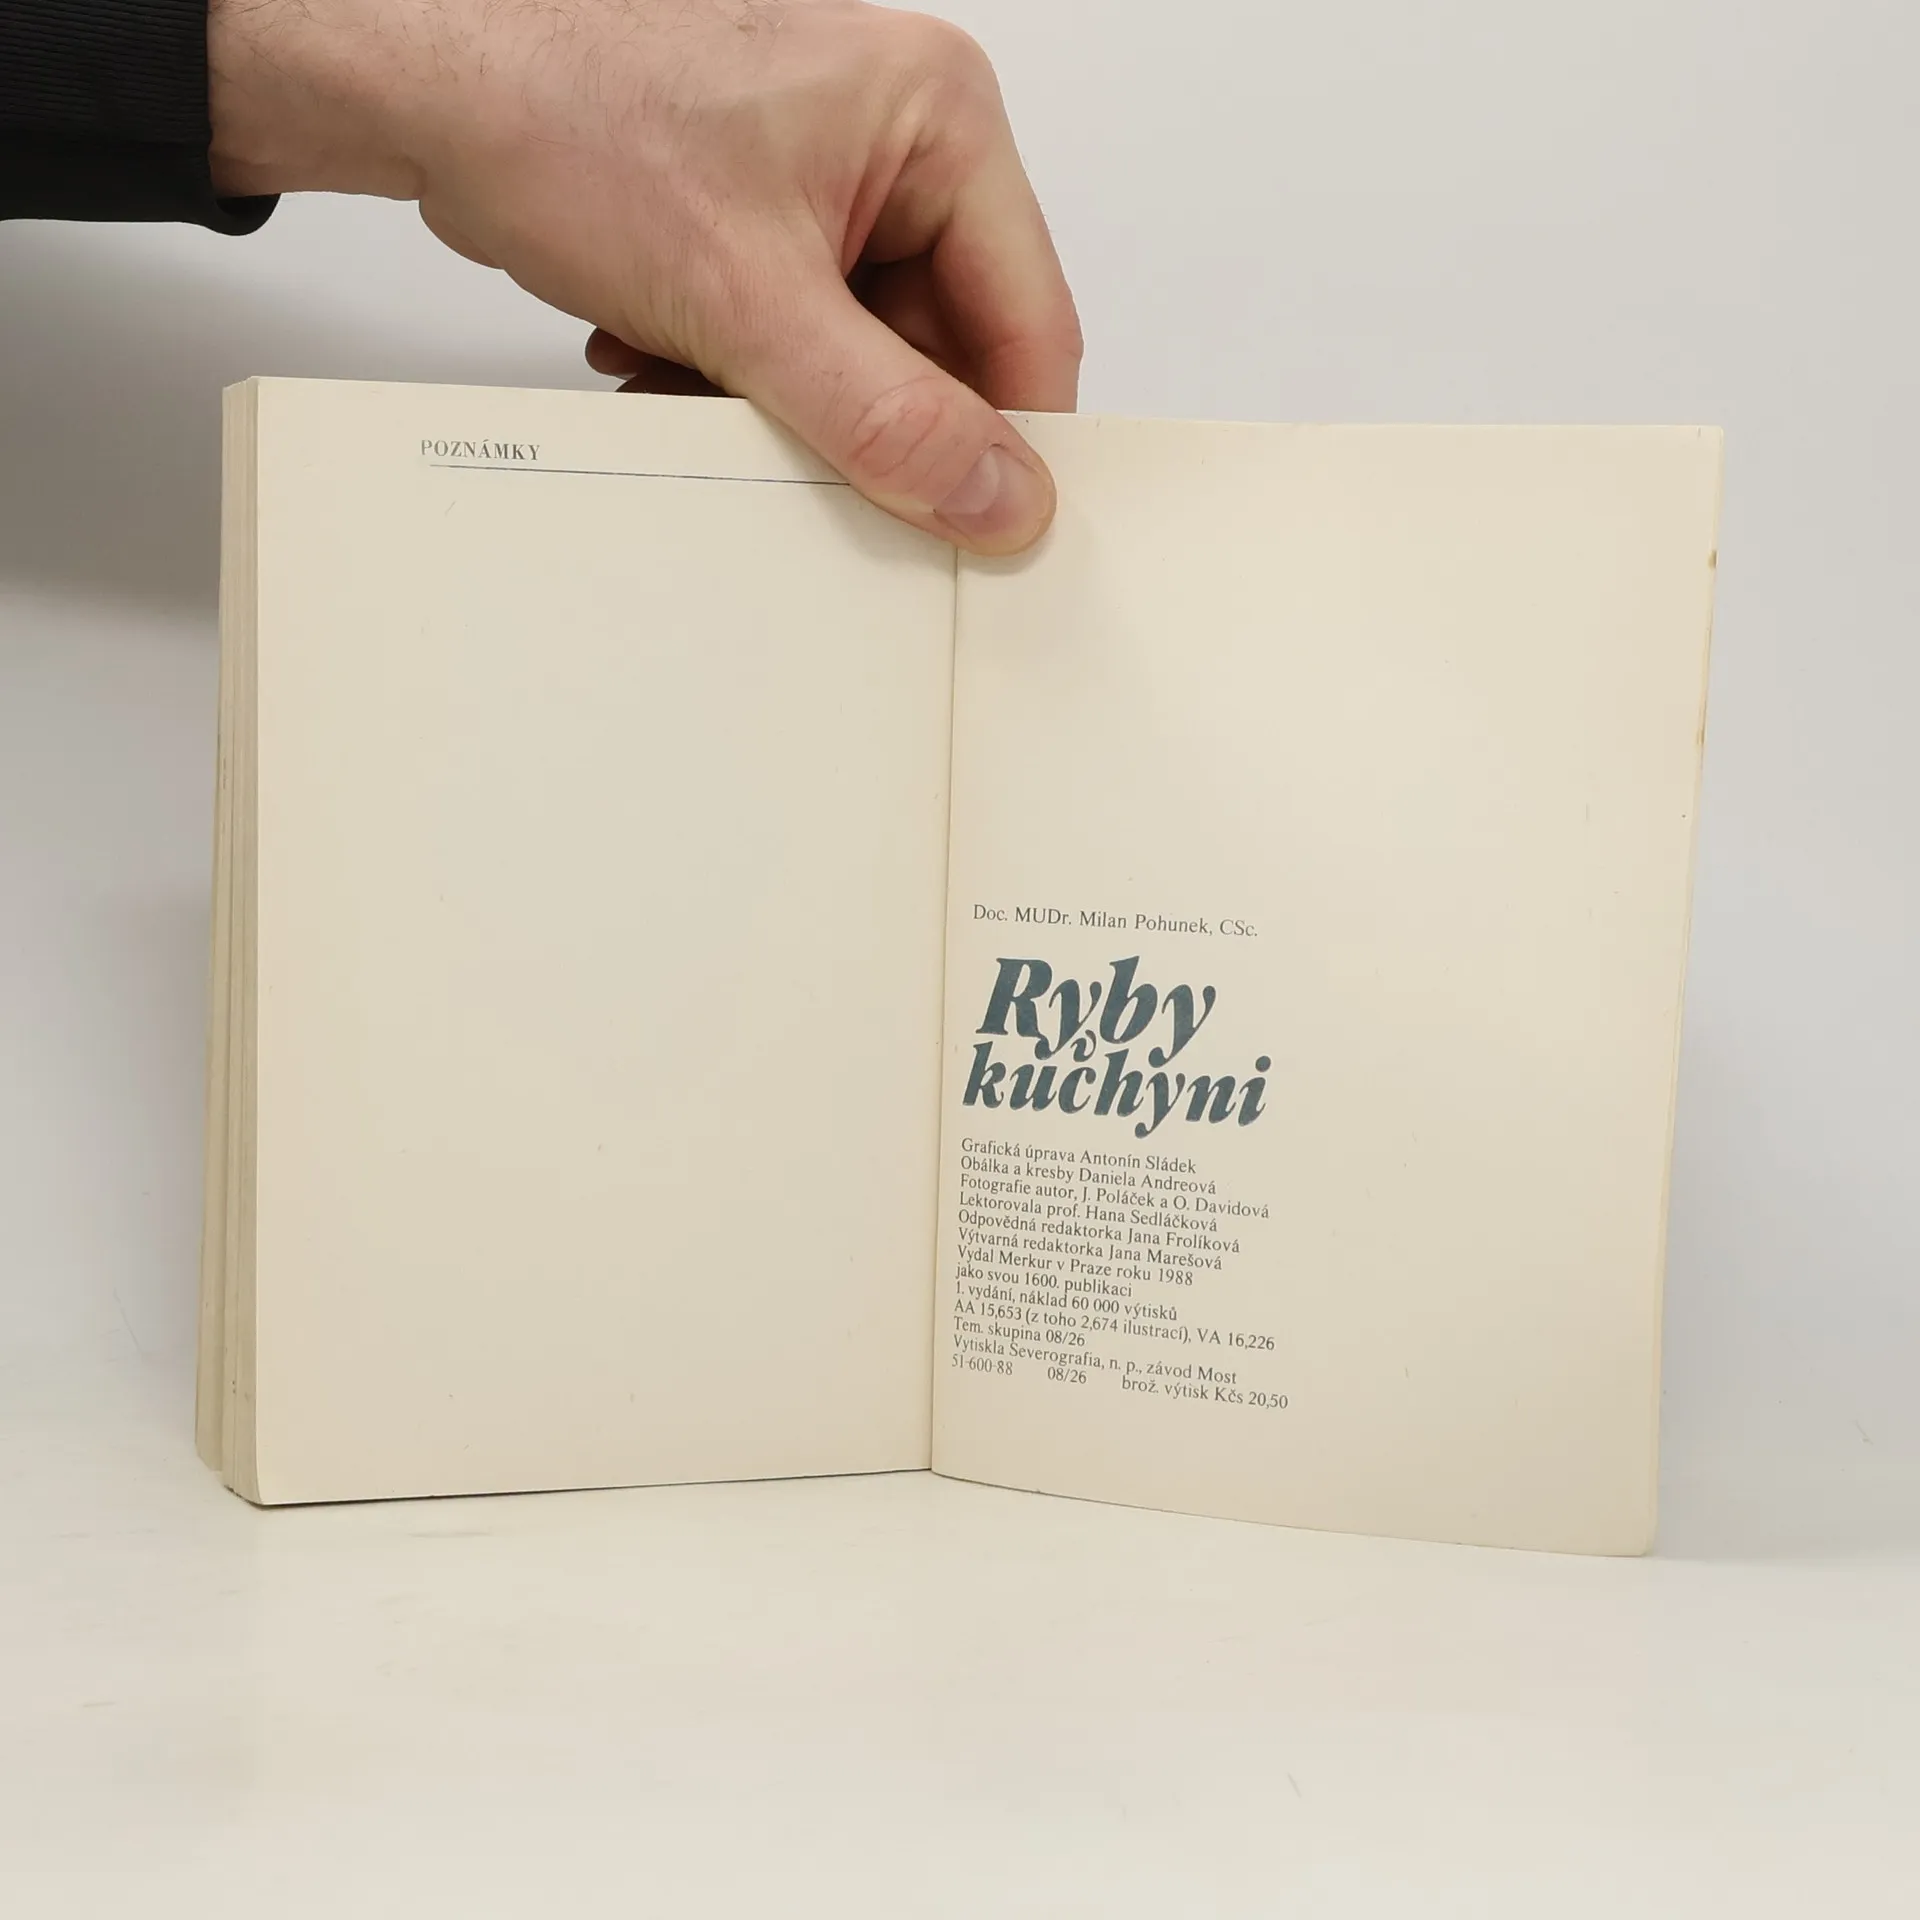 POZNÁMKY
Doc. MUDr. Milan Pohunek, CSc.
Ryby
v
kuchyni
Grafická úprava Antonín Sládek
Obálka a kresby Daniela Andreová
Fotografie autor, J. Poláček a O. Davidová
Lektorovala prof. Hana Sedláčková
Odpovědná redaktorka Jana Frolíková
Výtvarná redaktorka Jana Marešová
Vydal Merkur v Praze roku 1988
jako svou 1600. publikaci
1. vydání, náklad 60 000 výtisků
AA 15,653 (z toho 2,674 ilustrací), VA 16,226
Tem. skupina 08/26
Vytiskla Severografia, n. p., závod Most
51-600-88 08/26 brož. výtisk Kčs 20,50